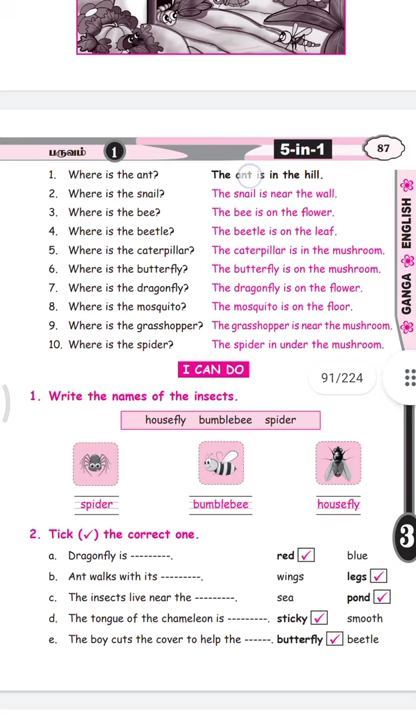 பருவம் 1 5-in-1 87
1. Where is the ant? The ant is in the hill.
2. Where is the snail? The snail is near the wall.
3. Where is the bee? The bee is on the flower.
4. Where is the beetle? The beetle is on the leaf.
5. Where is the caterpillar? The caterpillar is in the mushroom.
6. Where is the butterfly? The butterfly is on the mushroom.
7. Where is the dragonfly? The dragonfly is on the flower.
8. Where is the mosquito? The mosquito is on the floor.
9. Where is the grasshopper? The grasshopper is near the mushroom.
10. Where is the spider? The spider in under the mushroom.
GANGA ENGLISH
I CAN DO
91/224
1. Write the names of the insects.
housefly bumblebee spider
spider bumblebee housefly
3
2. Tick (✓) the correct one.
a. Dragonfly is ---------. red ✓ blue
b. Ant walks with its ---------. wings legs ✓
c. The insects live near the ---------. sea pond ✓
d. The tongue of the chameleon is ---------. sticky ✓ smooth
e. The boy cuts the cover to help the ------. butterfly ✓ beetle